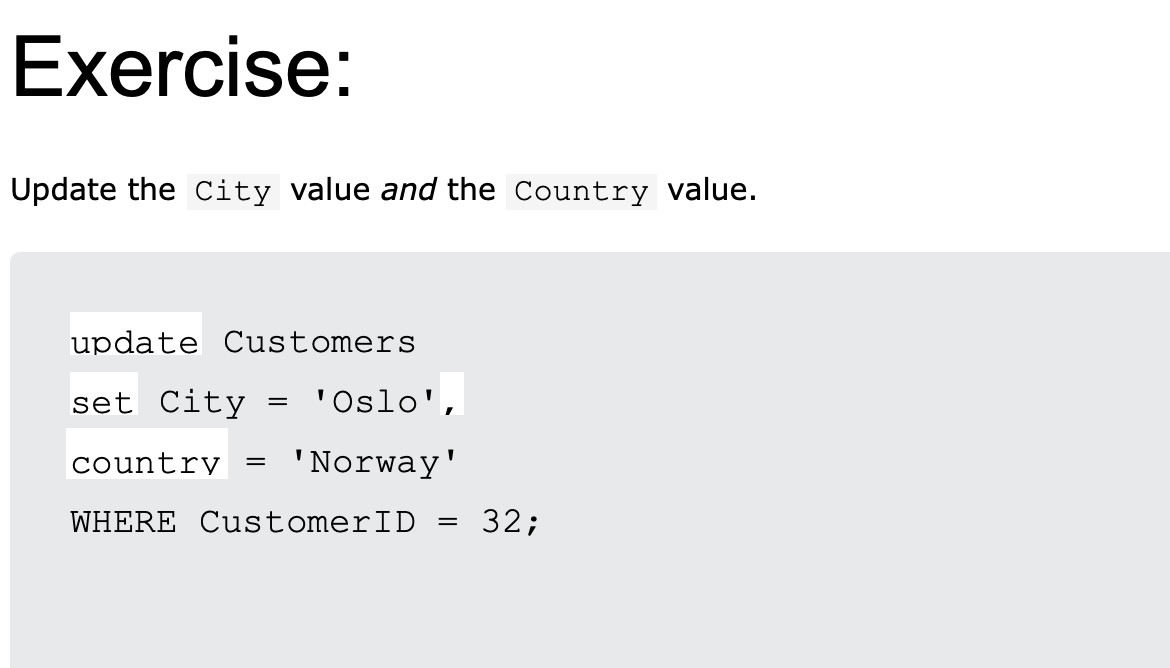 Exercise:
Update the City value and the Country value.
update Customers
set City = 'Oslo',
country = 'Norway'
WHERE CustomerID = 32;